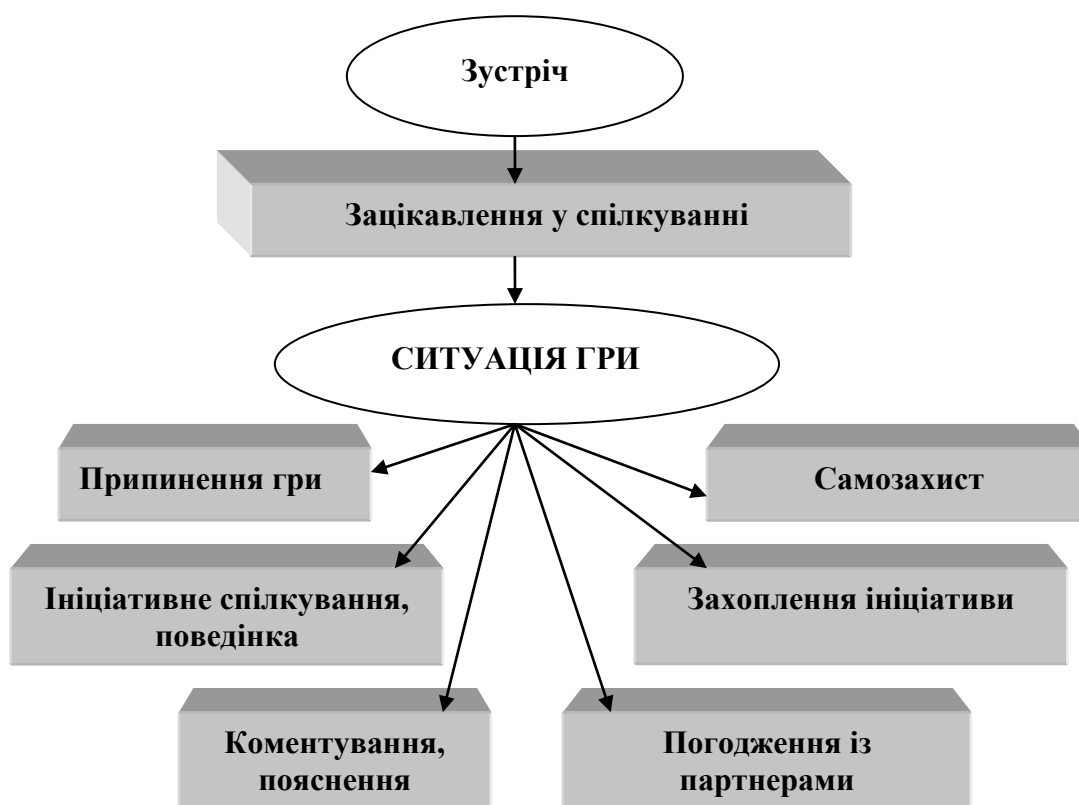 Зустріч
Зацікавлення у спілкуванні
СИТУАЦІЯ ГРИ
Припинення гри
Самозахист
Ініціативне спілкування,
поведінка
Захоплення ініціативи
Коментування,
пояснення
Погодження із
партнерами